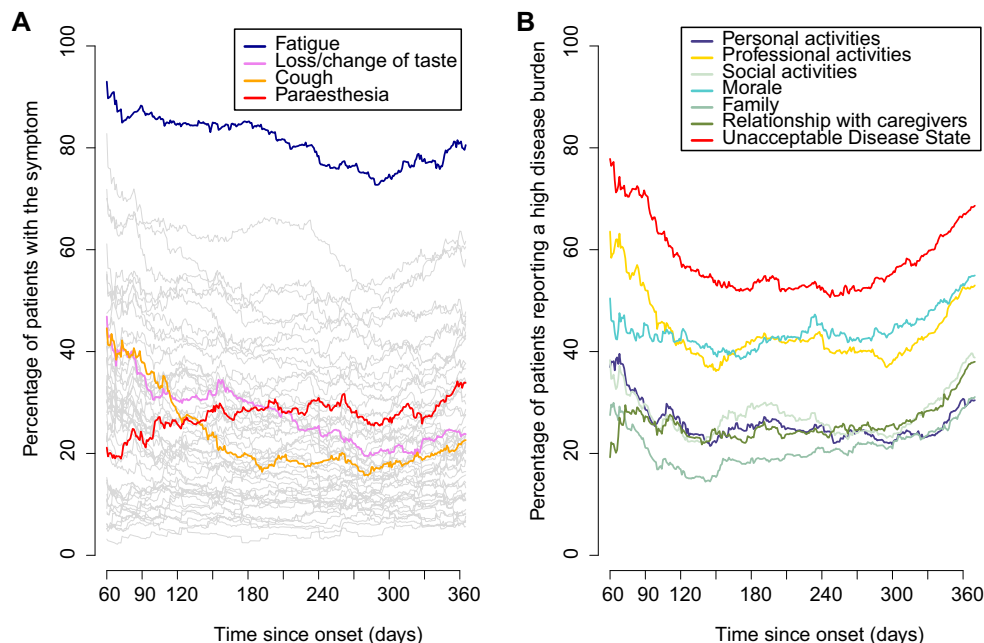 A
Percentage of patients with the symptom
100
80
60
40
20
0
Fatigue
Loss/change of taste
Cough
Paraesthesia
60 90 120 180 240 300 360
Time since onset (days)
B
Percentage of patients reporting a high disease burden
100
80
60
40
20
0
Personal activities
Professional activities
Social activities
Morale
Family
Relationship with caregivers
Unacceptable Disease State
60 90 120 180 240 300 360
Time since onset (days)